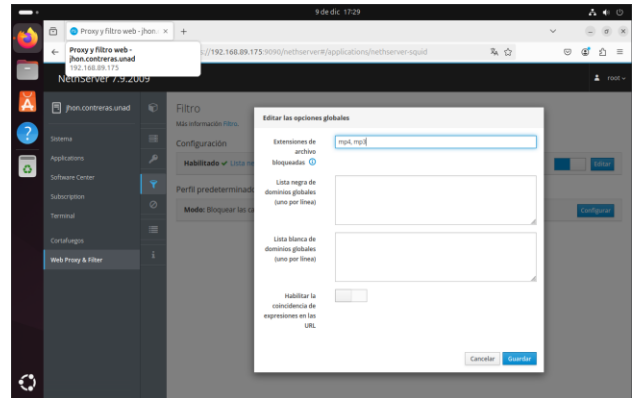 9 de dic 17:29
Proxy y filtro web - jhon.
Proxy y filtro web -
jhon.contreras.unad
192.168.89.175
s://192.168.89.175:9090/nethserver#/applications/nethserver-squid
NethServer 7.9.2009
root
jhon.contreras.unad
Sistema
Applications
Software Center
Subscription
Terminal
Cortafuegos
Web Proxy & Filter
Filtro
Más información Filtro.
Configuración
Habilitado ✔ Lista ne
Editar
Perfil predeterminado
Modo: Bloquear las ca
Configurar
Editar las opciones globales
Extensiones de
archivo
bloqueadas
mp4, mp3
Lista negra de
dominios globales
(uno por línea)
Lista blanca de
dominios globales
(uno por línea)
Habilitar la
coincidencia de
expresiones en las
URL
Cancelar
Guardar